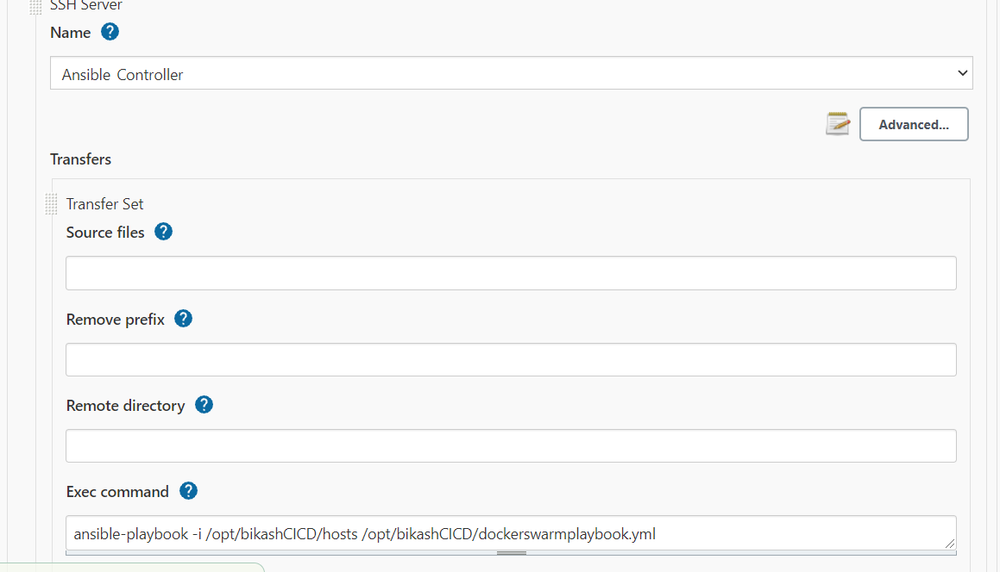 SSH Server
Name ?
Ansible Controller
Advanced...
Transfers
Transfer Set
Source files ?
Remove prefix ?
Remote directory ?
Exec command ?
ansible-playbook -i /opt/bikashCICD/hosts /opt/bikashCICD/dockerswarmplaybook.yml